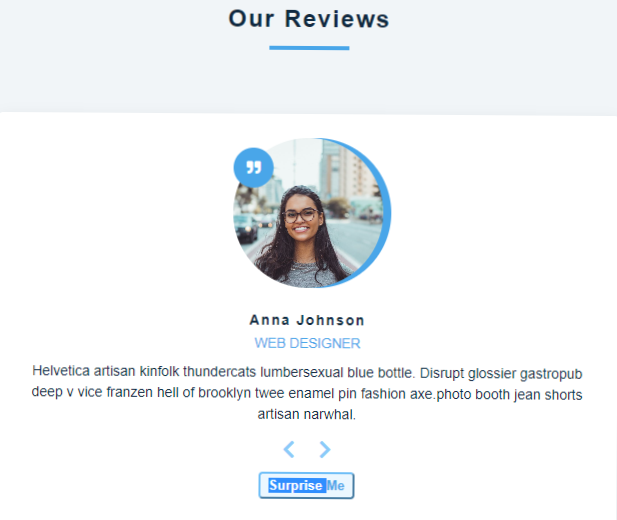 Our Reviews
Anna Johnson
WEB DESIGNER
Helvetica artisan kinfolk thundercats lumbersexual blue bottle. Disrupt glossier gastropub
deep v vice franzen hell of brooklyn twee enamel pin fashion axe.photo booth jean shorts
artisan narwhal.
Surprise Me